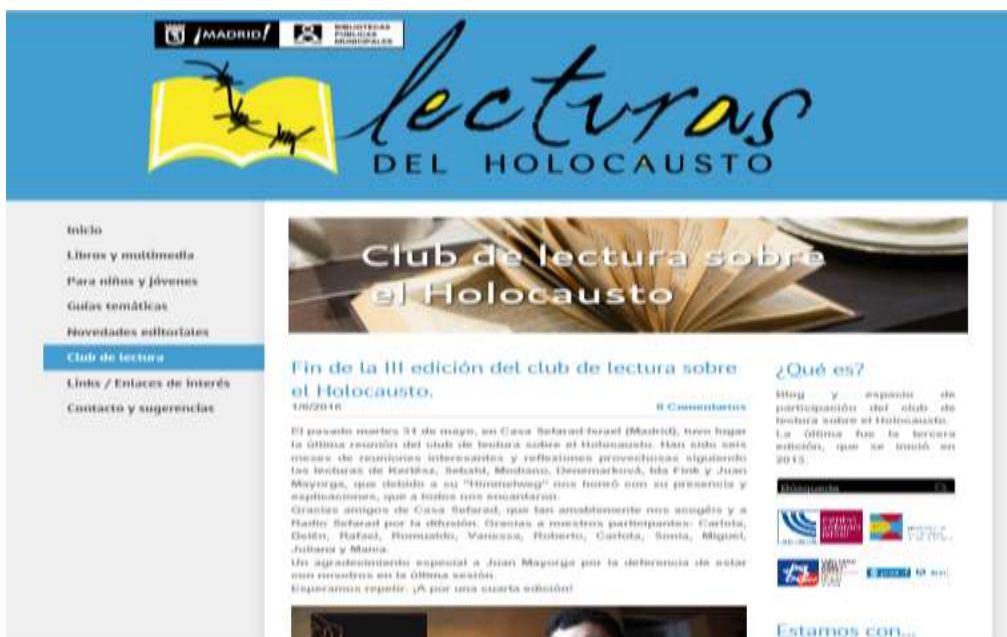 ¡MADRID!
BIBLIOTECAS
PÚBLICAS
MUNICIPALES
lecturas
DEL HOLOCAUSTO
Inicio
Libros y multimedia
Para niños y jóvenes
Guías temáticas
Novedades editoriales
Club de lectura
Links / Enlaces de interés
Contacto y sugerencias
Club de lectura sobre
el Holocausto
Fin de la III edición del club de lectura sobre
el Holocausto.
1/6/2016
0 Comentarios
El pasado martes 31 de mayo, en Casa Sefarad-Israel (Madrid), tuvo lugar
la última reunión del club de lectura sobre el Holocausto. Han sido seis
meses de reuniones interesantes y reflexiones provechosas siguiendo
las lecturas de Kertész, Sebald, Modiano, Denemarková, Ida Fink y Juan
Mayorga, que debido a su "Himmelweg" nos honró con su presencia y
explicaciones, que a todos nos encantaron.
Gracias amigos de Casa Sefarad, que tan amablemente nos acogéis y a
Radio Sefarad por la difusión. Gracias a nuestros participantes: Carlota,
Belén, Rafael, Romualdo, Vanessa, Roberto, Carlota, Sonia, Miguel,
Juliana y Mania.
Un agradecimiento especial a Juan Mayorga por la deferencia de estar
con nosotros en la última sesión.
Esperamos repetir. ¡A por una cuarta edición!
¿Qué es?
Blog y espacio de
participación del club de
lectura sobre el Holocausto.
La última fue la tercera
edición, que se inició en
2015.
Búsqueda
centro
sefarad
israel
Estamos con...